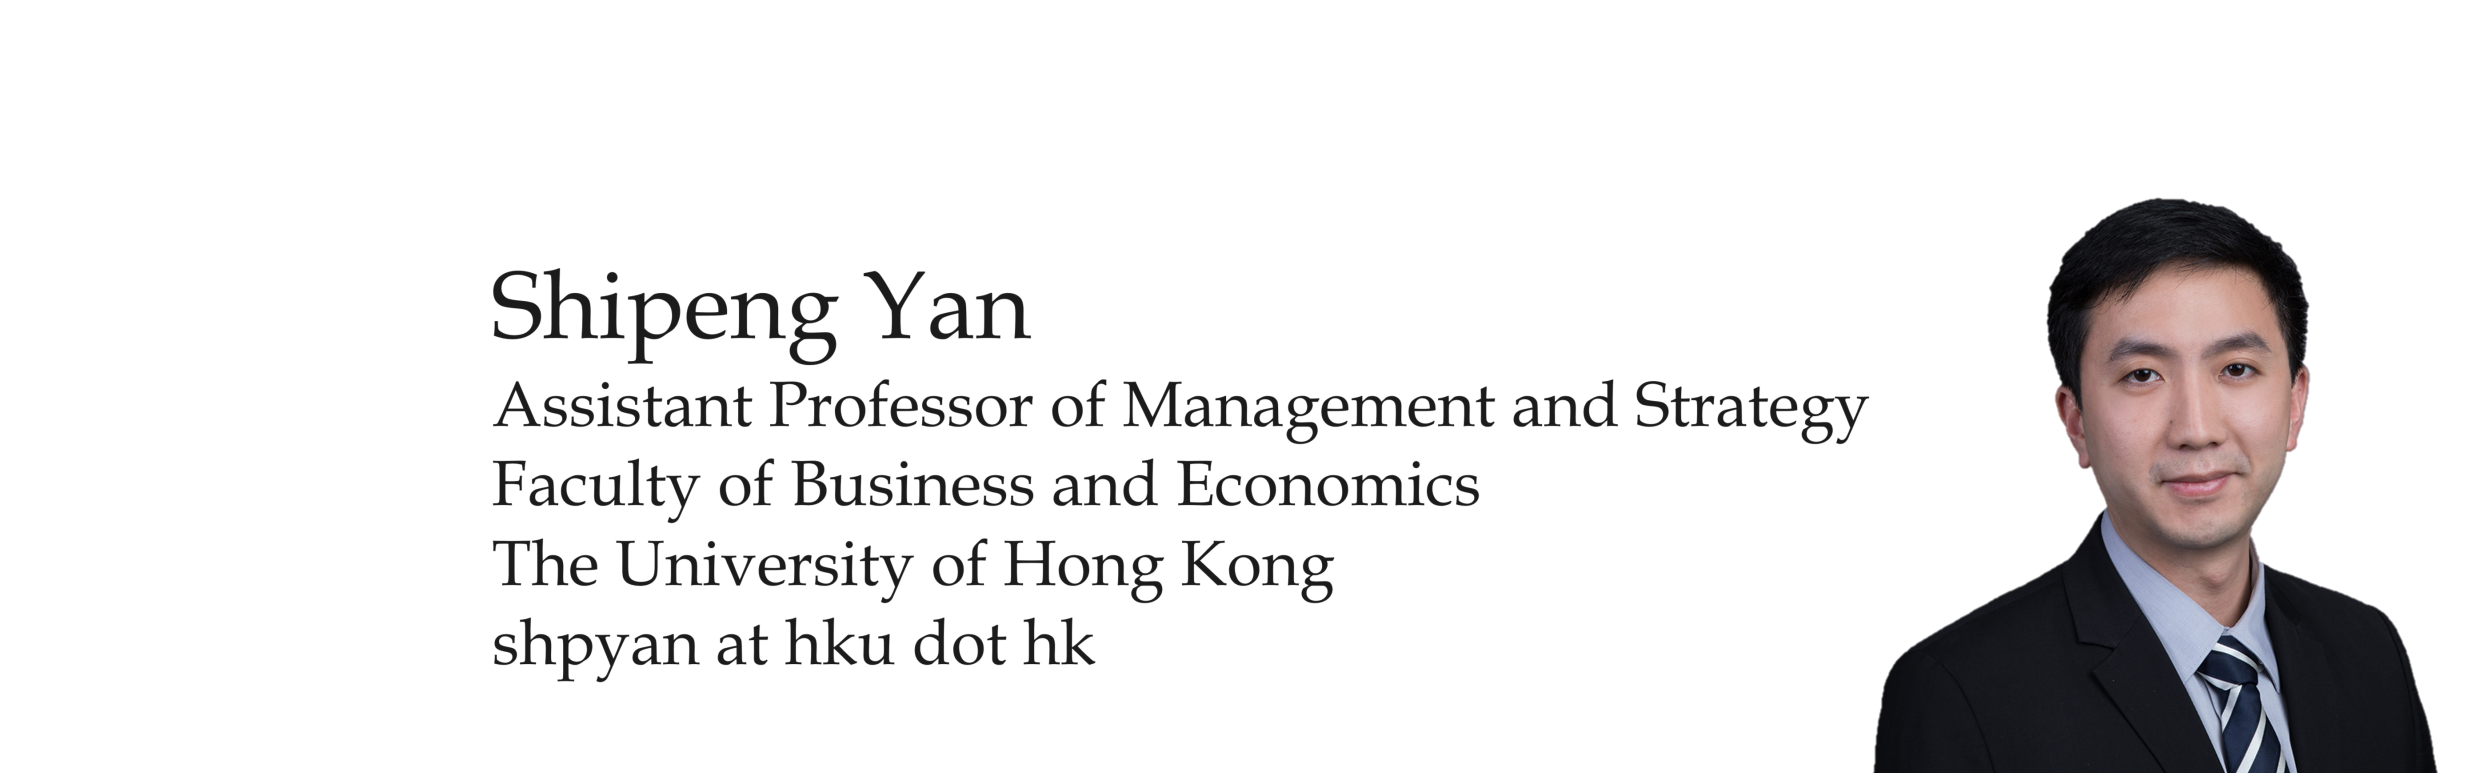 Shipeng Yan
Assistant Professor of Management and Strategy
Faculty of Business and Economics
The University of Hong Kong
shpyan at hku dot hk